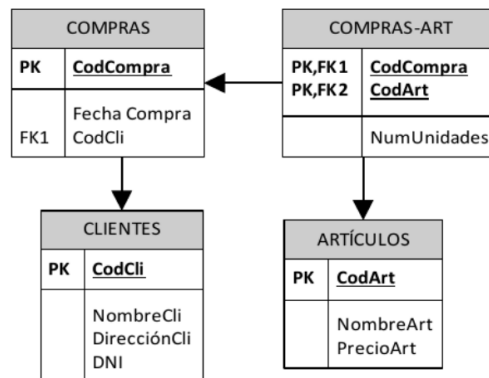 COMPRAS
PK CodCompra
Fecha Compra
FK1 CodCli
COMPRAS-ART
PK,FK1 CodCompra
PK,FK2 CodArt
NumUnidades
CLIENTES
PK CodCli
NombreCli
DirecciónCli
DNI
ARTÍCULOS
PK CodArt
NombreArt
PrecioArt